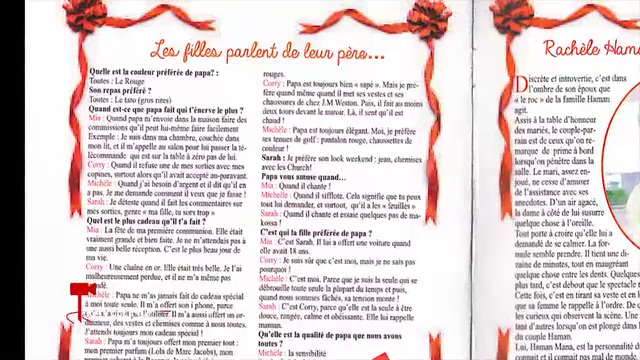 Les filles parlent de leur père...
Quelle est la couleur préférée de papa? :
Toutes : Le Rouge
Son repas préféré ?
Toutes : Le taro (gros rires)
Quand est-ce que papa fait qui t'énerve le plus ?
Mia : Quand papa m'envoie dans la maison faire des
commissions qu'il peut lui-même faire facilement
Exemple : Je suis dans ma chambre, couchée dans
mon lit, et il m'appelle au salon pour lui passer la té-
lécommande qui est sur la table à zéro pas de lui.
Corry : Quand il refuse une de mes sorties avec mes
copines, surtout alors qu'il avait accepté au-paravant.
Michèle : Quand j'ai besoin d'argent et il dit qu'il en
a pas. Je me demande comment il veux que je fasse !
Sarah : Je déteste quand il fait les commentaires sur
mes sorties, genre « ma fille, tu sors trop »
Quel est le plus cadeau qu'il t'a fait ?
Mia : La fête de ma première communion. Elle était
vraiment grande et bien faite. Je ne m'attendais pas à
une aussi belle réception. C'est le plus beau jour de
ma vie.
Corry : Une chaîne en or. Elle était très belle. Je l'ai
malheureusement perdue, et il ne m'a même pas
Michèle : Papa ne m'a jamais fait de cadeau spécial
à moi toute seule. Il m'a offert son i phone, parce
Il m'a aussi offert un or-
dinateur, des vestes et chemises comme à nous toutes.
J'attends toujours mon cadeau spécial !
Sarah : Papa m'a toujours offert mon premier tout :
mon premier parfum (Lola de Marc Jacobs), mon
rouges.
Corry : Papa est toujours bien « sapé ». Mais je pré-
fère quand même quand il met ses vestes et ses
chaussures de chez J.M Weston. Puis, il fait au moins
deux tours devant le miroir. Là, il sent qu'il est
chaud !
Michèle : Papa est toujours élégant. Moi, je préfère
ses tenues de golf : pantalon rouge, chaussettes de
couleur !
Sarah : Je préfère son look weekend : jean, chemises
avec les Church!
Papa vous amuse quand...
Mia : Quand il chante !
Michèle : Quand il siffle. Cela signifie que tu peux
tout lui demander, et surtout, qu'il a les « feuilles »
Sarah : Quand il chante et essaie quelques pas de ma-
kossa !
C'est qui la fille préférée de papa ?
Mia : C'est Sarah. Il lui a offert une voiture quand
elle avait 18 ans.
Corry : Je suis sûr que c'est moi, mais je ne sais pas
pourquoi !
Michèle : C'est moi. Parce que je suis la seule qui se
débrouille toute seule la plupart du temps et puis,
quand nous sommes fâchés, sa tension monte !
Sarah : C'est Corry, parce qu'elle est la seule à être
douce, rangée, calme et obéissante. Elle lui rappelle
maman.
Qu'elle est la qualité de papa que nous avons
toutes ?
Michèle : la sensibilité
Rachèle Ham
Discrète et introvertie, c'est dans
l'ombre de son époux que
« le roc » de la famille Haman
agit.
Assis à la table d'honneur
des mariés, le couple-par-
rain est de ceux qu'on re-
marque de prime à bord
lorsqu'on pénètre dans la
salle. Le mari, assez en-
joué, ne cesse d'amuser
de l'assistance avec ses
anecdotes. D'un air agacé,
la dame à côté de lui susurre
quelque chose à l'oreille.
Tout porte à croire qu'elle lui a
demandé de se calmer. La for-
mule semble prendre. Il tient une di-
zaine de minutes, tout en maugréant
quelque chose entre les dents. Quelques
plus tard, c'est debout que le spectacle
Cette fois, c'est en tirant sa veste et
que sa femme le rappelle à l'ordre. De
les curieux qui observent la scène. Une
tant d'autres lorsqu'on est plongé dans
du couple Haman.
Lui, Haman Mana, est la personne
connaît